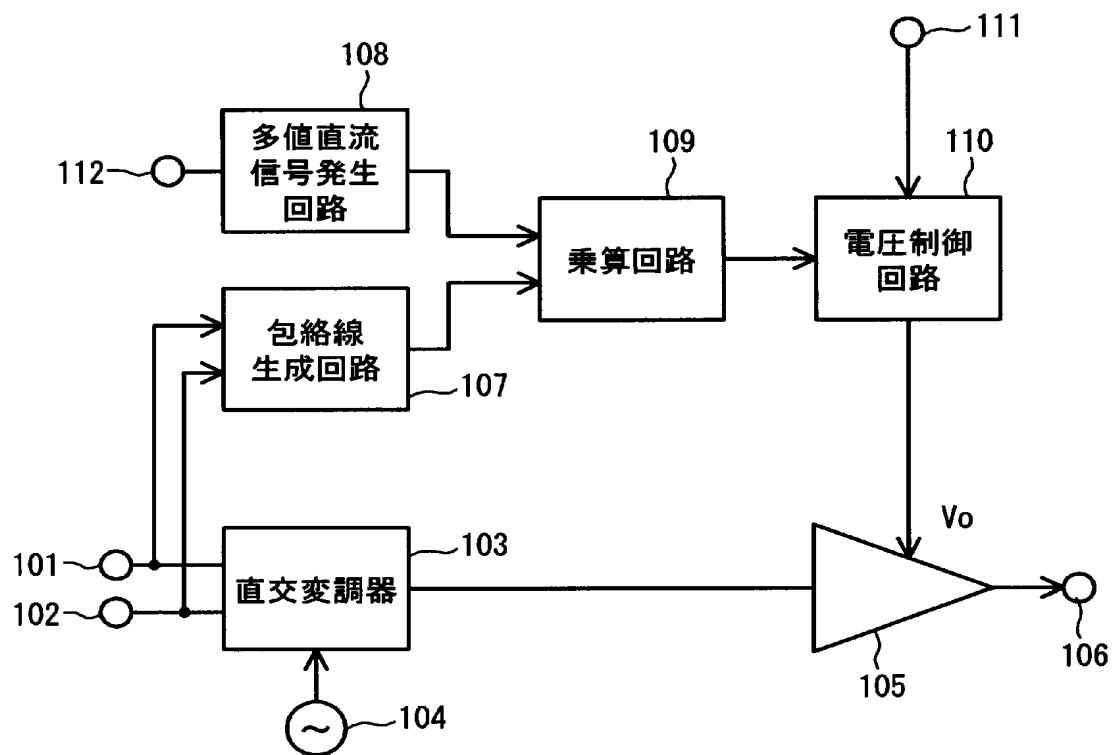 111
108
多値直流
信号発生
回路
112
109
乗算回路
110
電圧制御
回路
包絡線
生成回路
107
Vo
101
102
103
直交変調器
104
105
106